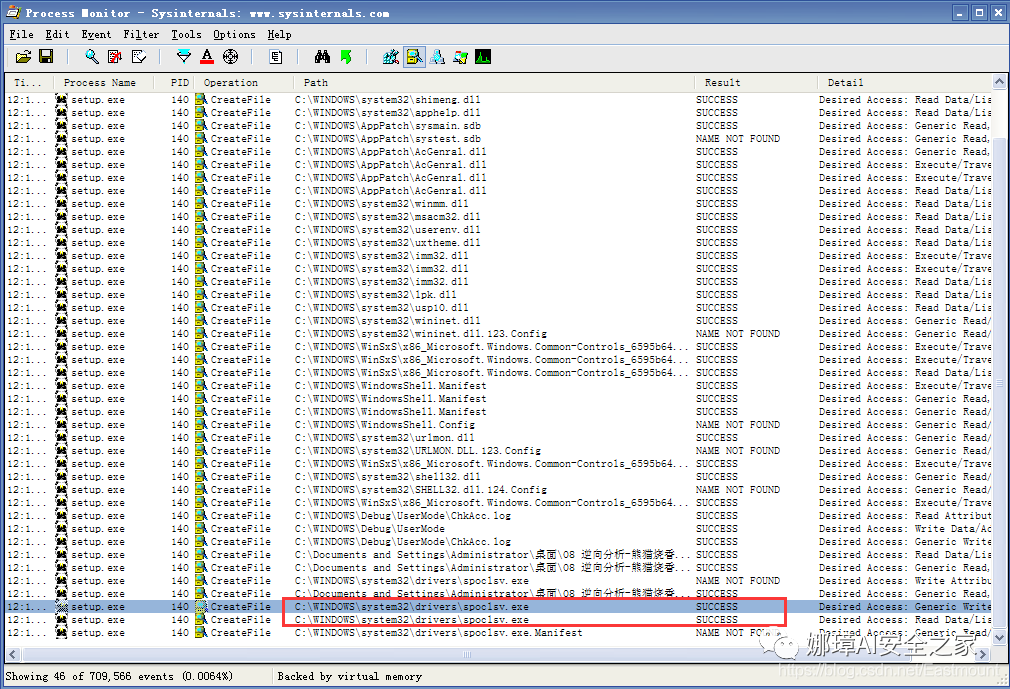 Process Monitor - Sysinternals: www.sysinternals.com
File Edit Event Filter Tools Options Help
Ti... Process Name PID Operation Path Result Detail
12:1... setup.exe 140 CreateFile C:\WINDOWS\system32\shimeng.dll SUCCESS Desired Access: Read Data/Lis
12:1... setup.exe 140 CreateFile C:\WINDOWS\system32\apphelp.dll SUCCESS Desired Access: Read Data/Lis
12:1... setup.exe 140 CreateFile C:\WINDOWS\AppPatch\sysmain.sdb SUCCESS Desired Access: Generic Read,
12:1... setup.exe 140 CreateFile C:\WINDOWS\AppPatch\systest.sdb NAME NOT FOUND Desired Access: Generic Read,
12:1... setup.exe 140 CreateFile C:\WINDOWS\AppPatch\AcGenral.dll SUCCESS Desired Access: Generic Read,
12:1... setup.exe 140 CreateFile C:\WINDOWS\AppPatch\AcGenral.dll SUCCESS Desired Access: Execute/Trave
12:1... setup.exe 140 CreateFile C:\WINDOWS\AppPatch\AcGenral.dll SUCCESS Desired Access: Execute/Trave
12:1... setup.exe 140 CreateFile C:\WINDOWS\AppPatch\AcGenral.dll SUCCESS Desired Access: Read Data/Lis
12:1... setup.exe 140 CreateFile C:\WINDOWS\system32\winmm.dll SUCCESS Desired Access: Read Data/Lis
12:1... setup.exe 140 CreateFile C:\WINDOWS\system32\msacm32.dll SUCCESS Desired Access: Read Data/Lis
12:1... setup.exe 140 CreateFile C:\WINDOWS\system32\userenv.dll SUCCESS Desired Access: Read Data/Lis
12:1... setup.exe 140 CreateFile C:\WINDOWS\system32\uxtheme.dll SUCCESS Desired Access: Read Data/Lis
12:1... setup.exe 140 CreateFile C:\WINDOWS\system32\imm32.dll SUCCESS Desired Access: Execute/Trave
12:1... setup.exe 140 CreateFile C:\WINDOWS\system32\imm32.dll SUCCESS Desired Access: Execute/Trave
12:1... setup.exe 140 CreateFile C:\WINDOWS\system32\imm32.dll SUCCESS Desired Access: Read Data/Lis
12:1... setup.exe 140 CreateFile C:\WINDOWS\system32\lpk.dll SUCCESS Desired Access: Read Data/Lis
12:1... setup.exe 140 CreateFile C:\WINDOWS\system32\usp10.dll SUCCESS Desired Access: Read Data/Lis
12:1... setup.exe 140 CreateFile C:\WINDOWS\system32\wininet.dll SUCCESS Desired Access: Generic Read/
12:1... setup.exe 140 CreateFile C:\WINDOWS\system32\wininet.dll.123.Config NAME NOT FOUND Desired Access: Generic Read/
12:1... setup.exe 140 CreateFile C:\WINDOWS\WinSxS\x86_Microsoft.Windows.Common-Controls_6595b64... SUCCESS Desired Access: Execute/Trave
12:1... setup.exe 140 CreateFile C:\WINDOWS\WinSxS\x86_Microsoft.Windows.Common-Controls_6595b64... SUCCESS Desired Access: Execute/Trave
12:1... setup.exe 140 CreateFile C:\WINDOWS\WinSxS\x86_Microsoft.Windows.Common-Controls_6595b64... SUCCESS Desired Access: Read Data/Lis
12:1... setup.exe 140 CreateFile C:\WINDOWS\WindowsShell.Manifest SUCCESS Desired Access: Execute/Trave
12:1... setup.exe 140 CreateFile C:\WINDOWS\WindowsShell.Manifest SUCCESS Desired Access: Generic Read,
12:1... setup.exe 140 CreateFile C:\WINDOWS\WindowsShell.Manifest SUCCESS Desired Access: Generic Read/
12:1... setup.exe 140 CreateFile C:\WINDOWS\WindowsShell.Config NAME NOT FOUND Desired Access: Generic Read/
12:1... setup.exe 140 CreateFile C:\WINDOWS\system32\urlmon.dll SUCCESS Desired Access: Generic Read/
12:1... setup.exe 140 CreateFile C:\WINDOWS\system32\URLMON.DLL.123.Config NAME NOT FOUND Desired Access: Generic Read/
12:1... setup.exe 140 CreateFile C:\WINDOWS\WinSxS\x86_Microsoft.Windows.Common-Controls_6595b64... SUCCESS Desired Access: Execute/Trave
12:1... setup.exe 140 CreateFile C:\WINDOWS\system32\shell32.dll SUCCESS Desired Access: Generic Read/
12:1... setup.exe 140 CreateFile C:\WINDOWS\system32\SHELL32.dll.124.Config NAME NOT FOUND Desired Access: Generic Read/
12:1... setup.exe 140 CreateFile C:\WINDOWS\WinSxS\x86_Microsoft.Windows.Common-Controls_6595b64... SUCCESS Desired Access: Execute/Trave
12:1... setup.exe 140 CreateFile C:\WINDOWS\Debug\UserMode\ChkAcc.log SUCCESS Desired Access: Read Attribut
12:1... setup.exe 140 CreateFile C:\WINDOWS\Debug\UserMode SUCCESS Desired Access: Write Data/Ad
12:1... setup.exe 140 CreateFile C:\WINDOWS\Debug\UserMode\ChkAcc.log SUCCESS Desired Access: Generic Write
12:1... setup.exe 140 CreateFile C:\Documents and Settings\Administrator\桌面\08 逆向分析-熊猫烧香... SUCCESS Desired Access: Generic Read/
12:1... setup.exe 140 CreateFile C:\Documents and Settings\Administrator\桌面\08 逆向分析-熊猫烧香... SUCCESS Desired Access: Generic Read/
12:1... setup.exe 140 CreateFile C:\WINDOWS\system32\drivers\spoclsv.exe NAME NOT FOUND Desired Access: Write Attribu
12:1... setup.exe 140 CreateFile C:\Documents and Settings\Administrator\桌面\08 逆向分析-熊猫烧香... SUCCESS Desired Access: Generic Read,
12:1... setup.exe 140 CreateFile C:\WINDOWS\system32\drivers\spoclsv.exe SUCCESS Desired Access: Generic Write
12:1... setup.exe 140 CreateFile C:\WINDOWS\system32\drivers\spoclsv.exe SUCCESS Desired Access: Generic Read/
12:1... setup.exe 140 CreateFile C:\WINDOWS\system32\drivers\spoclsv.exe.Manifest NAME NOT Desired Access: Generic Read/
娜璋AI安全之家
https://blog.csdn.net/Eastmount
Showing 46 of 709,566 events (0.0064%) Backed by virtual memory